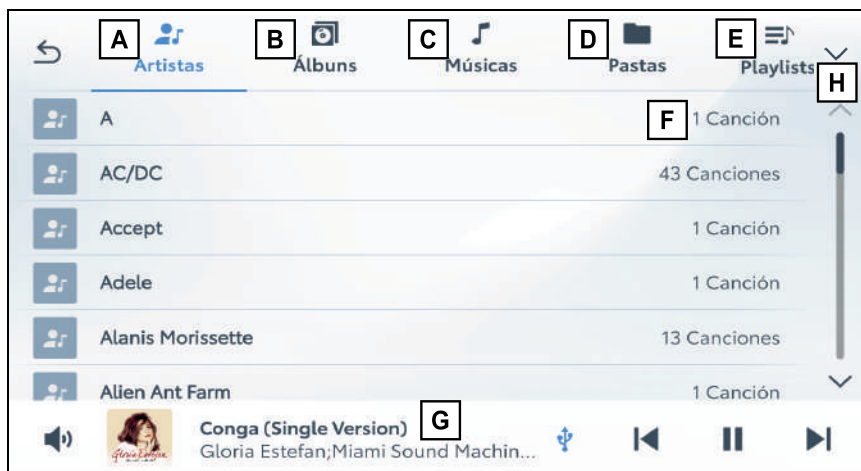 A B C D E
Artistas Álbuns Músicas Pastas Playlists
H
A F 1 Canción
AC/DC 43 Canciones
Accept 1 Canción
Adele 1 Canción
Alanis Morissette 13 Canciones
Alien Ant Farm 1 Canción
Conga (Single Version) G
Gloria Estefan;Miami Sound Machin...